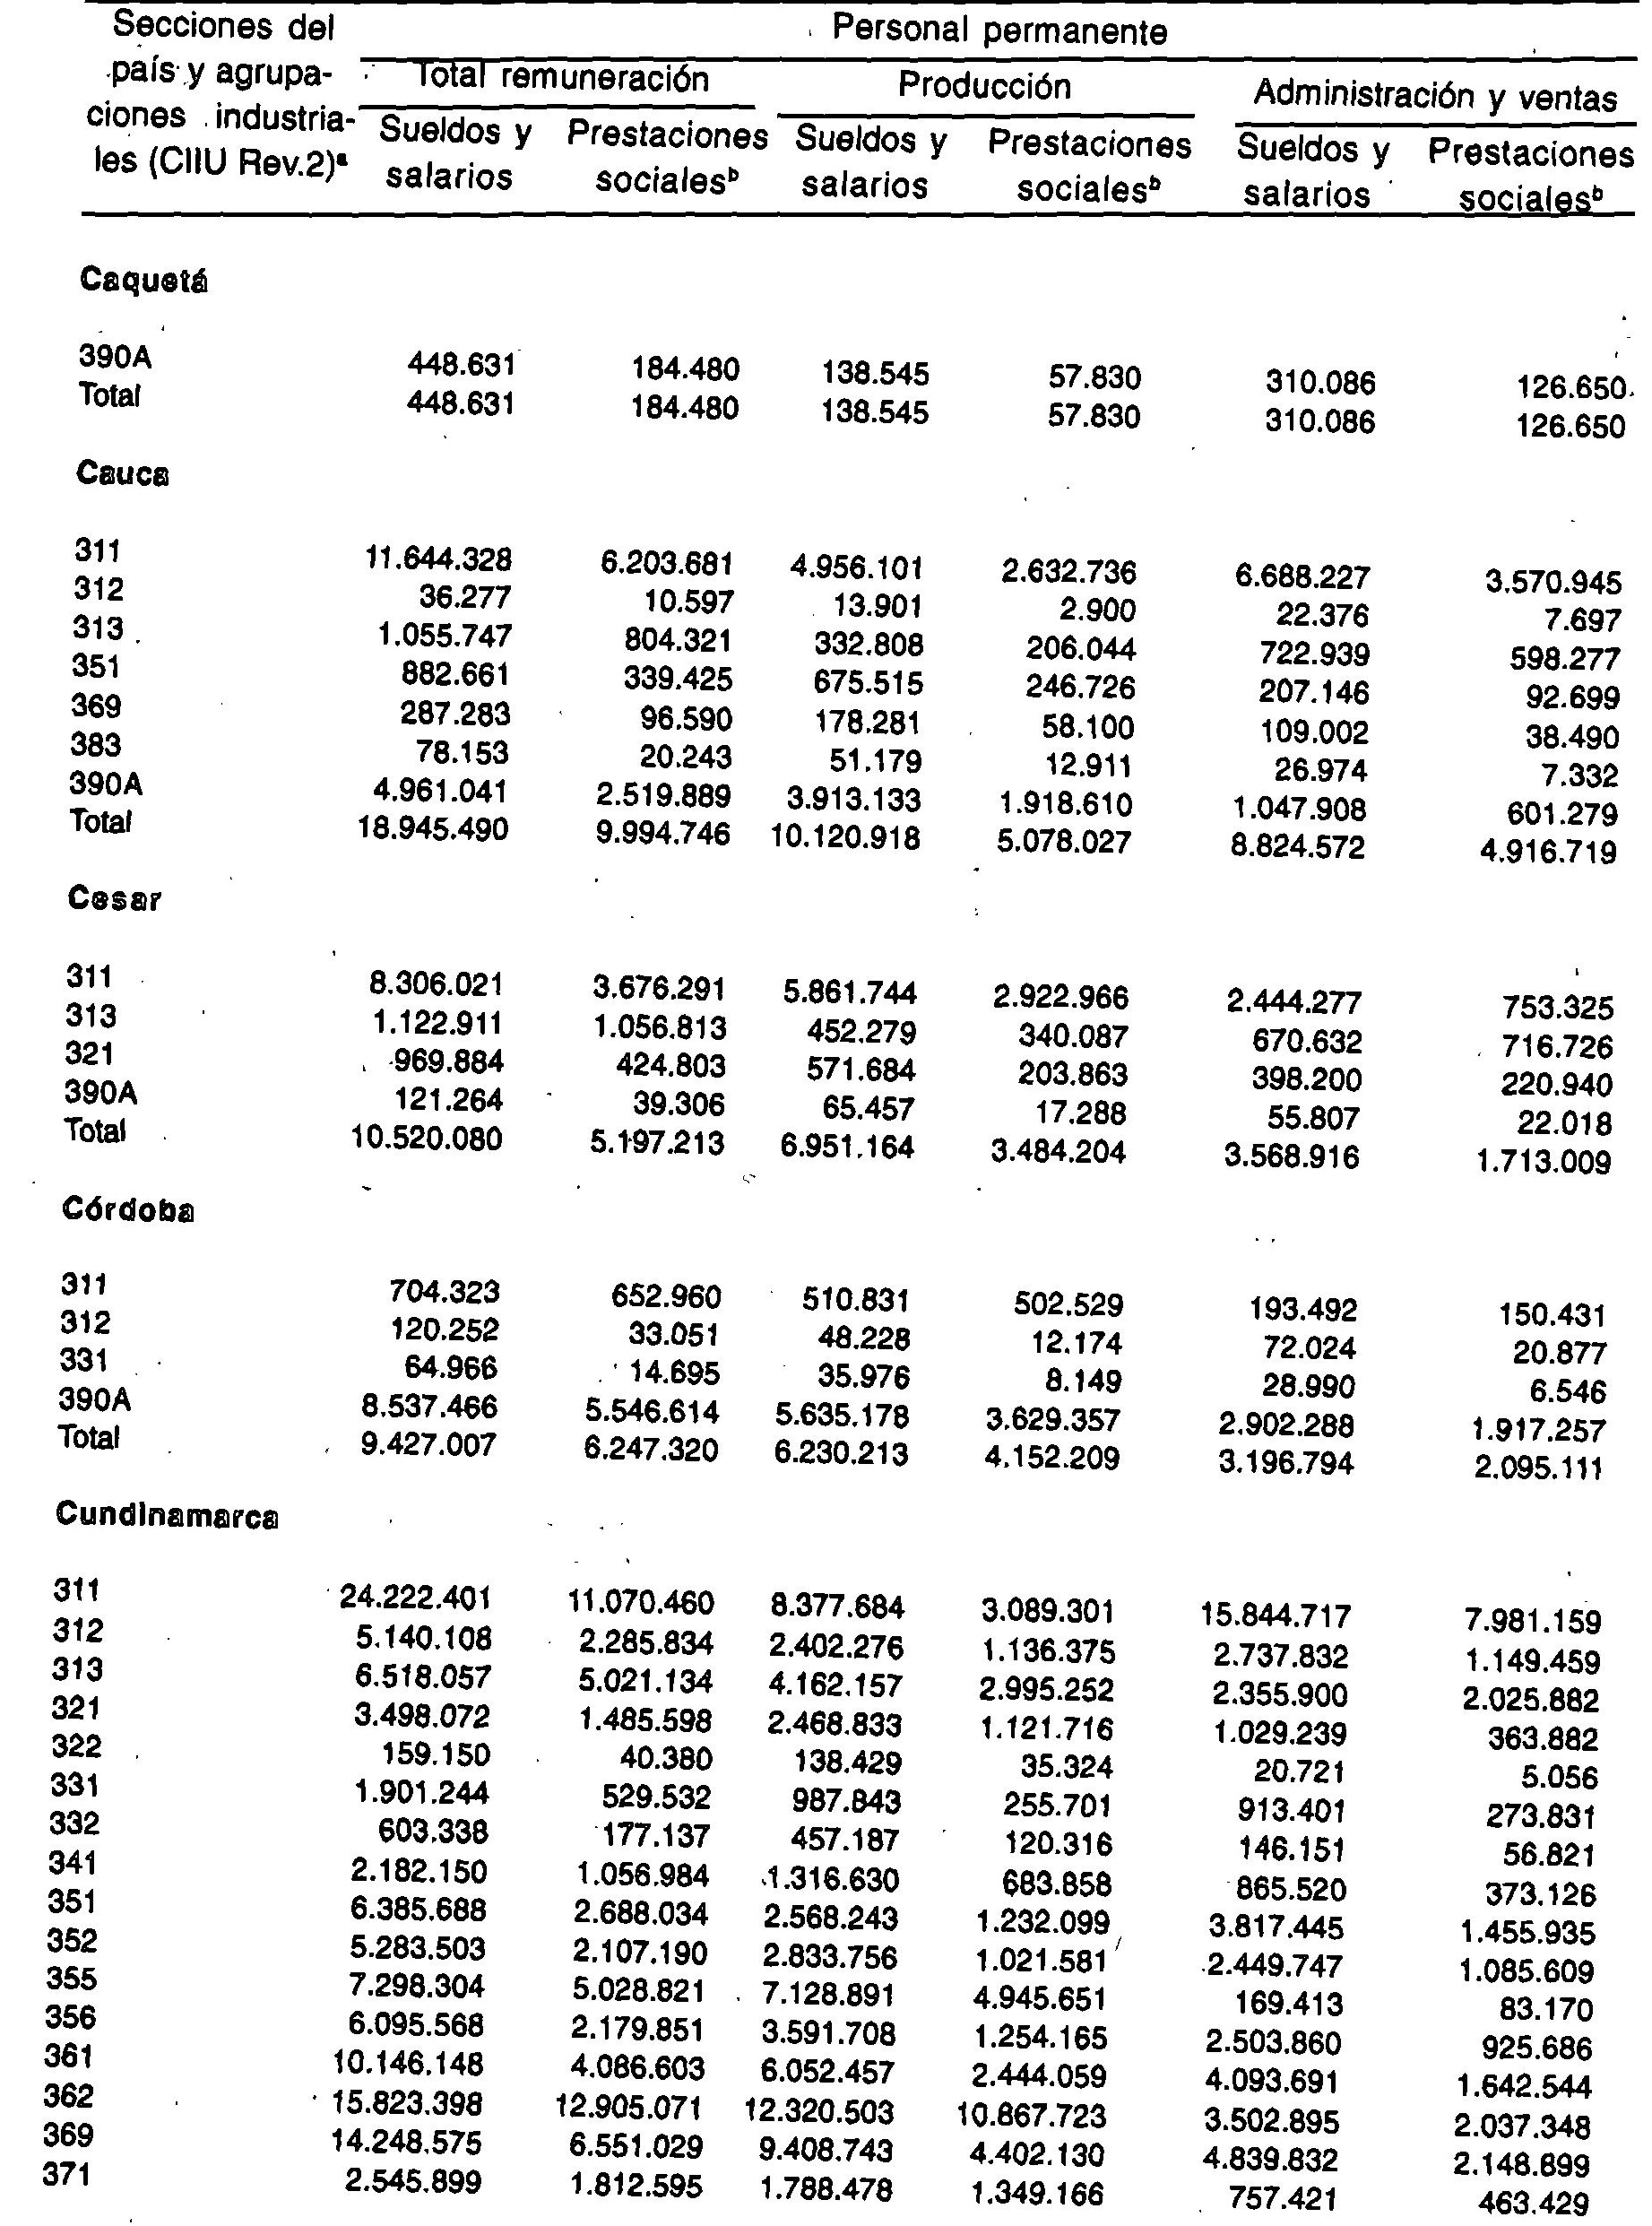 Secciones del país y agrupaciones industriales (CIIU Rev.2)ª
Personal permanente
Total remuneración Producción Administración y ventas
Sueldos y salarios Prestaciones socialesᵇ Sueldos y salarios Prestaciones socialesᵇ Sueldos y salarios Prestaciones socialesᵇ
Caquetá
390A 448.631 184.480 138.545 57.830 310.086 126.650
Total 448.631 184.480 138.545 57.830 310.086 126.650
Cauca
311 11.644.328 6.203.681 4.956.101 2.632.736 6.688.227 3.570.945
312 36.277 10.597 13.901 2.900 22.376 7.697
313 1.055.747 804.321 332.808 206.044 722.939 598.277
351 882.661 339.425 675.515 246.726 207.146 92.699
369 287.283 96.590 178.281 58.100 109.002 38.490
383 78.153 20.243 51.179 12.911 26.974 7.332
390A 4.961.041 2.519.889 3.913.133 1.918.610 1.047.908 601.279
Total 18.945.490 9.994.746 10.120.918 5.078.027 8.824.572 4.916.719
Cesar
311 8.306.021 3.676.291 5.861.744 2.922.966 2.444.277 753.325
313 1.122.911 1.056.813 452.279 340.087 670.632 716.726
321 969.884 424.803 571.684 203.863 398.200 220.940
390A 121.264 39.306 65.457 17.288 55.807 22.018
Total 10.520.080 5.197.213 6.951.164 3.484.204 3.568.916 1.713.009
Córdoba
311 704.323 652.960 510.831 502.529 193.492 150.431
312 120.252 33.051 48.228 12.174 72.024 20.877
331 64.966 14.695 35.976 8.149 28.990 6.546
390A 8.537.466 5.546.614 5.635.178 3.629.357 2.902.288 1.917.257
Total 9.427.007 6.247.320 6.230.213 4.152.209 3.196.794 2.095.111
Cundinamarca
311 24.222.401 11.070.460 8.377.684 3.089.301 15.844.717 7.981.159
312 5.140.108 2.285.834 2.402.276 1.136.375 2.737.832 1.149.459
313 6.518.057 5.021.134 4.162.157 2.995.252 2.355.900 2.025.882
321 3.498.072 1.485.598 2.468.833 1.121.716 1.029.239 363.882
322 159.150 40.380 138.429 35.324 20.721 5.056
331 1.901.244 529.532 987.843 255.701 913.401 273.831
332 603.338 177.137 457.187 120.316 146.151 56.821
341 2.182.150 1.056.984 1.316.630 683.858 865.520 373.126
351 6.385.688 2.688.034 2.568.243 1.232.099 3.817.445 1.455.935
352 5.283.503 2.107.190 2.833.756 1.021.581 2.449.747 1.085.609
355 7.298.304 5.028.821 7.128.891 4.945.651 169.413 83.170
356 6.095.568 2.179.851 3.591.708 1.254.165 2.503.860 925.686
361 10.146.148 4.086.603 6.052.457 2.444.059 4.093.691 1.642.544
362 15.823.398 12.905.071 12.320.503 10.867.723 3.502.895 2.037.348
369 14.248.575 6.551.029 9.408.743 4.402.130 4.839.832 2.148.899
371 2.545.899 1.812.595 1.788.478 1.349.166 757.421 463.429